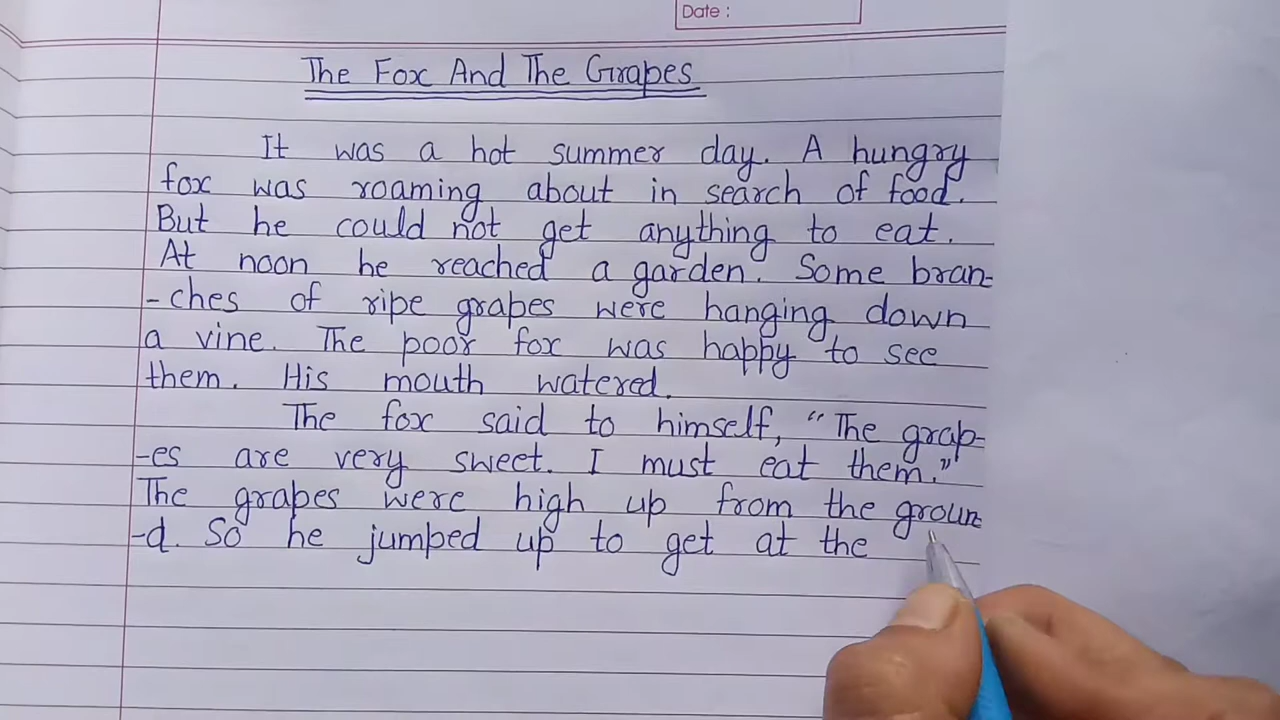 Date :
The Fox And The Grapes
It was a hot summer day. A hungry
fox was roaming about in search of food.
But he could not get anything to eat.
At noon he reached a garden. Some bran-
-ches of ripe grapes were hanging down
a vine. The poor fox was happy to see
them. His mouth watered.
The fox said to himself, “The grap-
-es are very sweet. I must eat them.”
The grapes were high up from the groun-
-d. So he jumped up to get at the